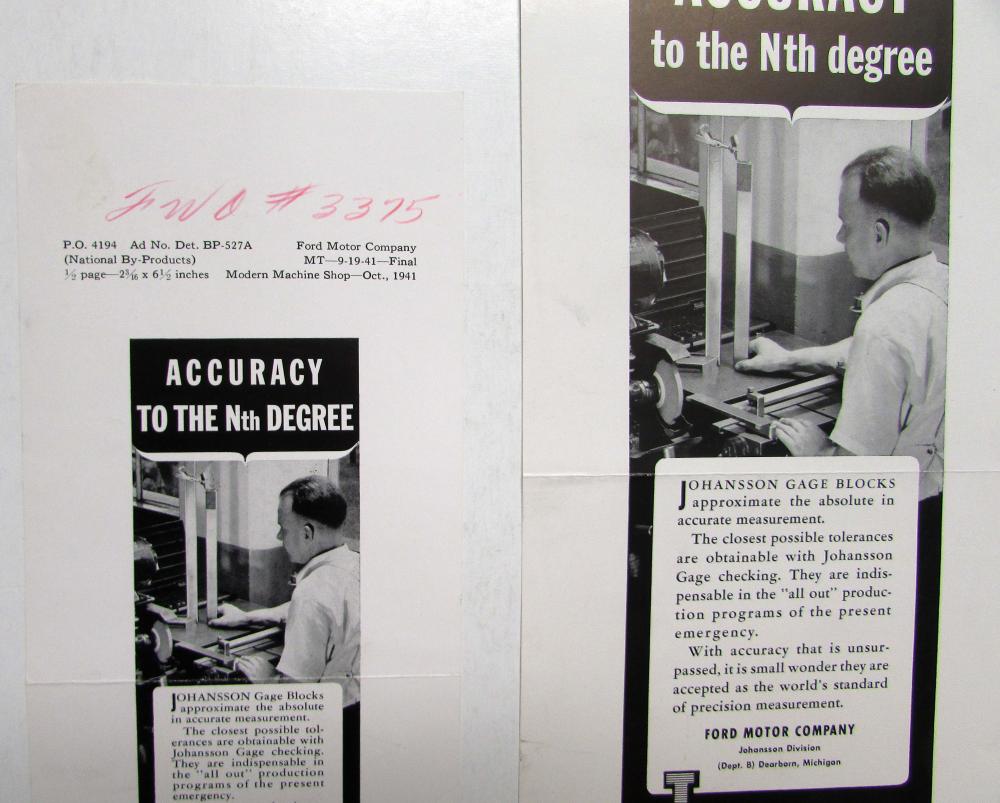 FWO # 3375
P.O. 4194 Ad No. Det. BP-527A
(National By-Products)
½ page—2 3/16 x 6½ inches
Ford Motor Company
MT—9-19-41—Final
Modern Machine Shop—Oct., 1941
ACCURACY
TO THE Nth DEGREE
JOHANSSON Gage Blocks
approximate the absolute
in accurate measurement.
The closest possible tol-
erances are obtainable with
Johansson Gage checking.
They are indispensable in
the "all out" production
programs of the present
emergency.
ACCURACY
to the Nth degree
JOHANSSON GAGE BLOCKS
approximate the absolute in
accurate measurement.
The closest possible tolerances
are obtainable with Johansson
Gage checking. They are indis-
pensable in the "all out" produc-
tion programs of the present
emergency.
With accuracy that is unsur-
passed, it is small wonder they are
accepted as the world's standard
of precision measurement.
FORD MOTOR COMPANY
Johansson Division
(Dept. B) Dearborn, Michigan